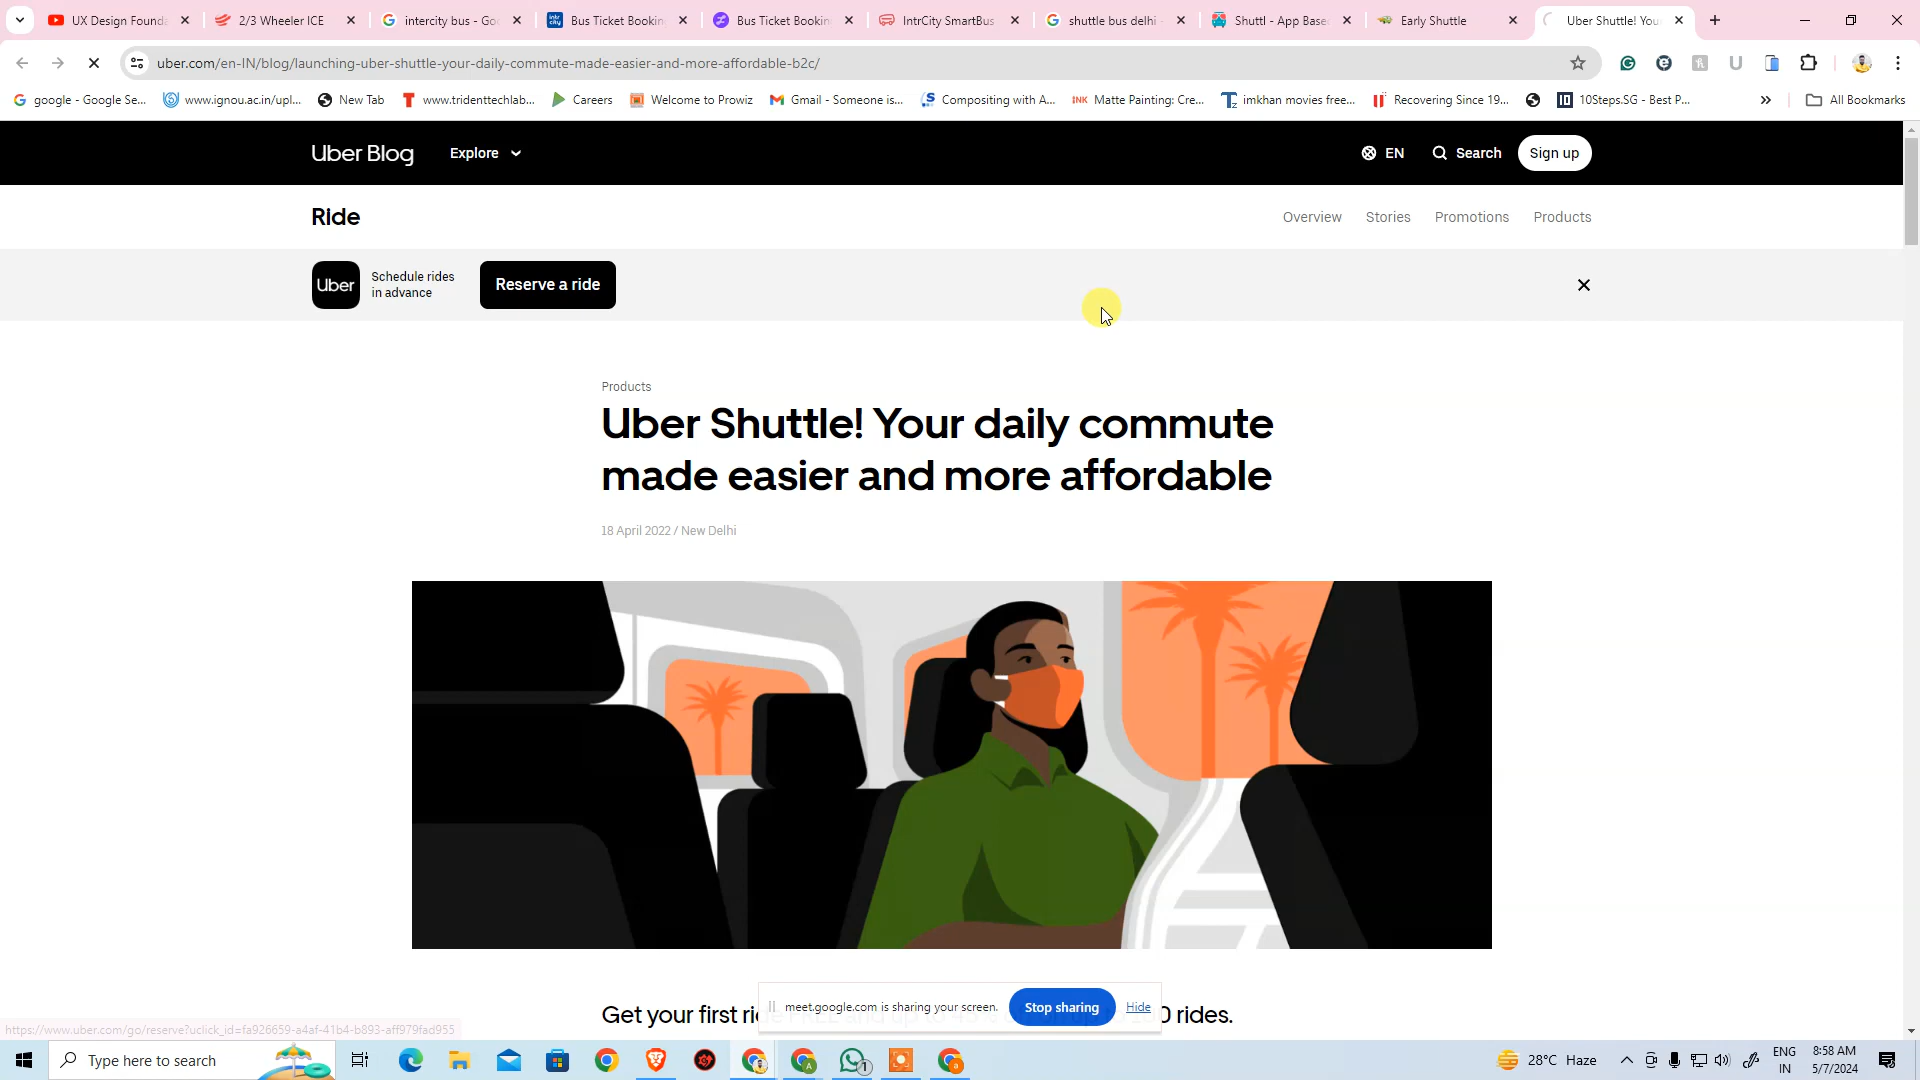 UX Design Founda
2/3 Wheeler ICE
intercity bus - Goo
Bus Ticket Bookin
Bus Ticket Bookin
IntrCity SmartBus
shuttle bus delhi -
Shuttl - App Base
Early Shuttle
Uber Shuttle! You
uber.com/en-IN/blog/launching-uber-shuttle-your-daily-commute-made-easier-and-more-affordable-b2c/
google - Google Se...
www.ignou.ac.in/upl...
New Tab
www.tridenttechlab...
Careers
Welcome to Prowiz
Gmail - Someone is...
Compositing with A...
Matte Painting: Cre...
imkhan movies free...
Recovering Since 19...
10Steps.SG - Best P...
All Bookmarks
Uber Blog
Explore
EN
Search
Sign up
Ride
Overview
Stories
Promotions
Products
Uber
Schedule rides
in advance
Reserve a ride
Products
Uber Shuttle! Your daily commute
made easier and more affordable
18 April 2022 / New Delhi
Get your first
rides.
meet.google.com is sharing your screen.
Stop sharing
Hide
https://www.uber.com/go/reserve?uclick_id=fa926659-a4af-41b4-b893-aff979fad955
Type here to search
28°C Haze
ENG
IN
8:58 AM
5/7/2024